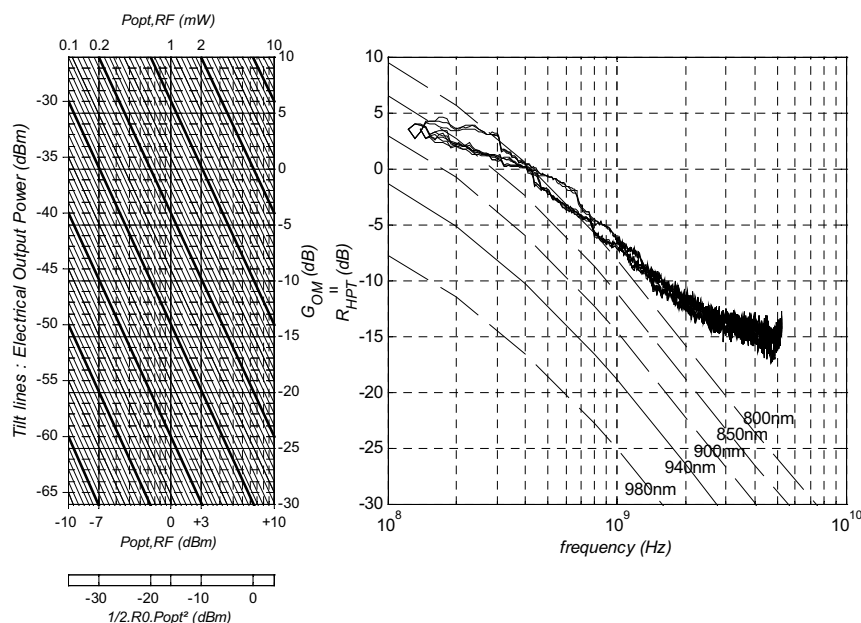 Popt,RF (mW)
0.1 0.2 1 2 10
Tilt lines : Electrical Output Power (dBm)
-30
-35
-40
-45
-50
-55
-60
-65
10
5
0
-5
-10
-15
-20
-25
-30
G_OM (dB)
-10 -7 0 +3 +10
Popt,RF (dBm)
-30 -20 -10 0
1/2.R0.Popt² (dBm)
=
R_HPT (dB)
10
5
0
-5
-10
-15
-20
-25
-30
800nm
850nm
900nm
940nm
980nm
10^8 10^9 10^10
frequency (Hz)